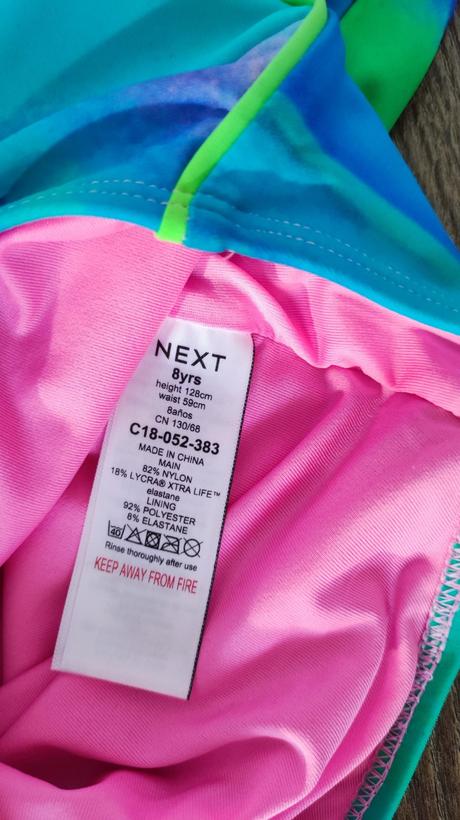 NEXT
8yrs
height 128cm
waist 59cm
8años
CN 130/68
C18-052-383
MADE IN CHINA
MAIN
82% NYLON
18% LYCRA® XTRA LIFE™
elastane
LINING
92% POLYESTER
8% ELASTANE
40
Rinse thoroughly after use
KEEP AWAY FROM FIRE